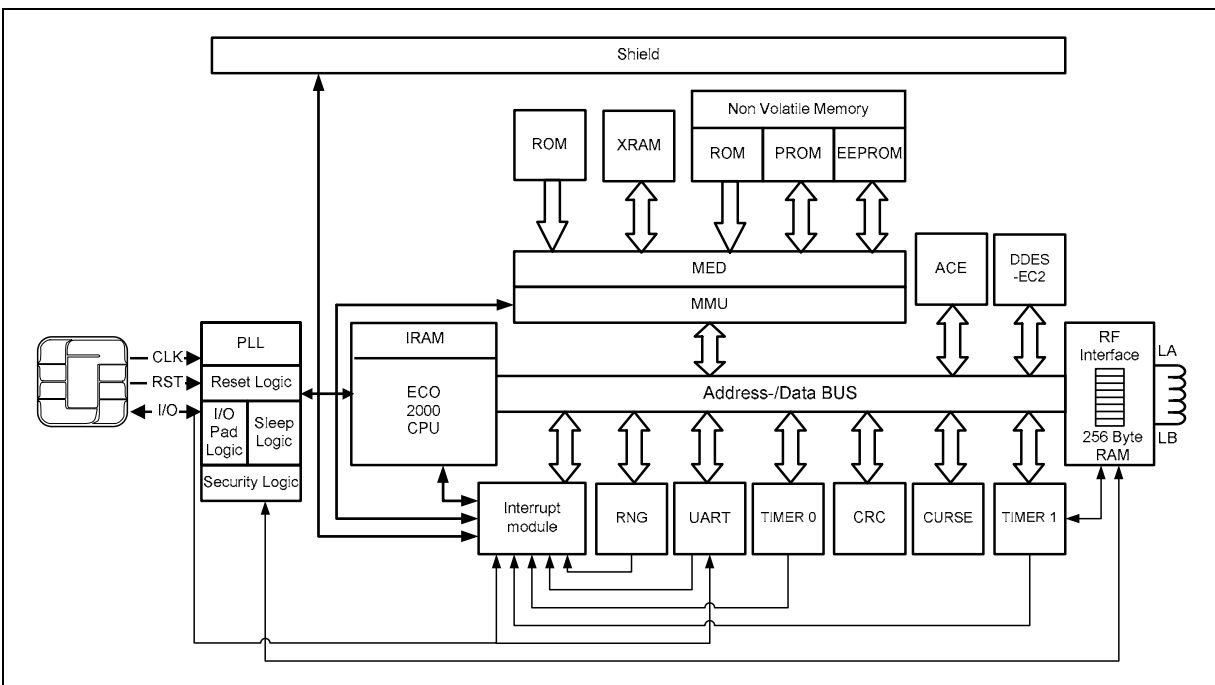 Shield
Non Volatile Memory
ROM
XRAM
ROM
PROM
EEPROM
MED
MMU
ACE
DDES
-EC2
CLK
RST
I/O
PLL
Reset Logic
I/O
Pad
Logic
Sleep
Logic
Security Logic
IRAM
ECO
2000
CPU
Address-/Data BUS
RF
Interface
256 Byte
RAM
LA
LB
Interrupt
module
RNG
UART
TIMER 0
CRC
CURSE
TIMER 1